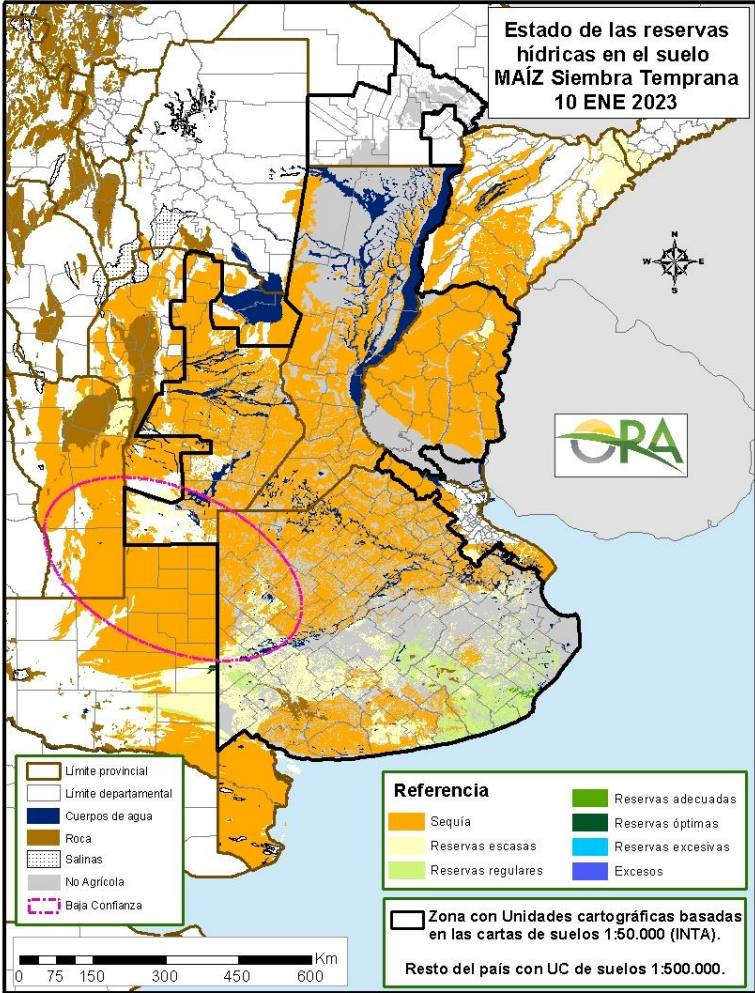 Estado de las reservas
hídricas en el suelo
MAÍZ Siembra Temprana
10 ENE 2023
N
W
E
S
ORA
Límite provincial
Límite departamental
Cuerpos de agua
Roca
Salinas
No Agrícola
Baja Confianza
Referencia
Sequía
Reservas escasas
Reservas regulares
Reservas adecuadas
Reservas óptimas
Reservas excesivas
Excesos
Zona con Unidades cartográficas basadas
en las cartas de suelos 1:50.000 (INTA).
Resto del país con UC de suelos 1:500.000.
Km
0 75 150 300 450 600